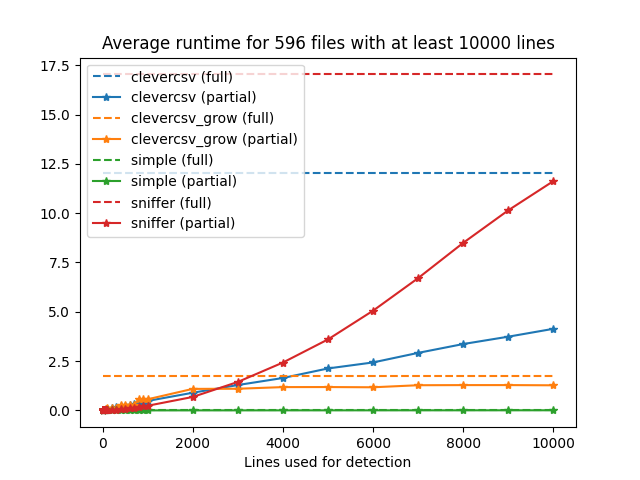 Average runtime for 596 files with at least 10000 lines
17.5
15.0
12.5
10.0
7.5
5.0
2.5
0.0
clevercsv (full)
clevercsv (partial)
clevercsv_grow (full)
clevercsv_grow (partial)
simple (full)
simple (partial)
sniffer (full)
sniffer (partial)
0 2000 4000 6000 8000 10000
Lines used for detection